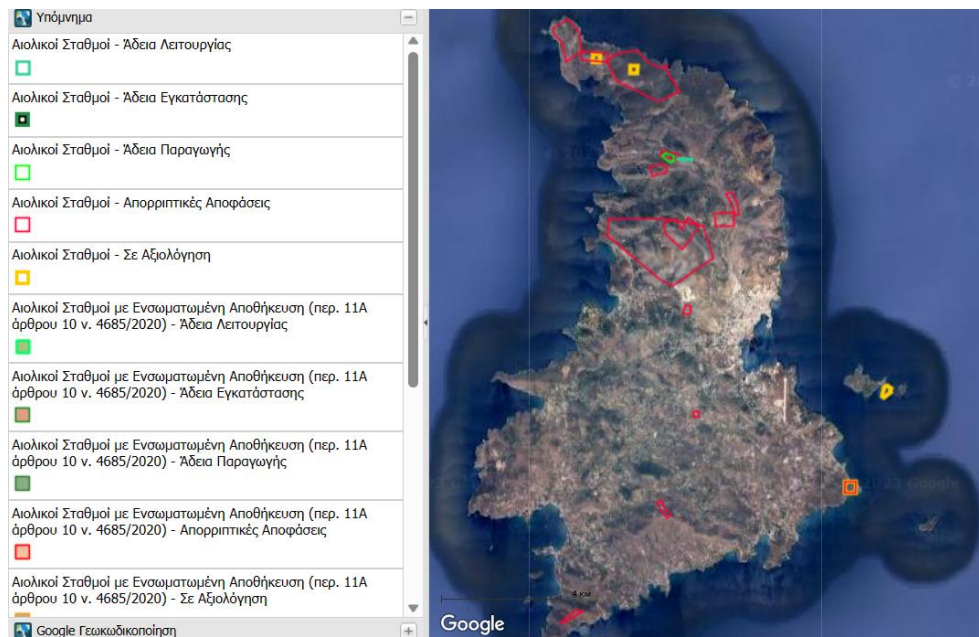 Υπόμνημα
Αιολικοί Σταθμοί - Άδεια Λειτουργίας
Αιολικοί Σταθμοί - Άδεια Εγκατάστασης
Αιολικοί Σταθμοί - Άδεια Παραγωγής
Αιολικοί Σταθμοί - Απορριπτικές Αποφάσεις
Αιολικοί Σταθμοί - Σε Αξιολόγηση
Αιολικοί Σταθμοί με Ενσωματωμένη Αποθήκευση (περ. 11Α
άρθρου 10 ν. 4685/2020) - Άδεια Λειτουργίας
Αιολικοί Σταθμοί με Ενσωματωμένη Αποθήκευση (περ. 11Α
άρθρου 10 ν. 4685/2020) - Άδεια Εγκατάστασης
Αιολικοί Σταθμοί με Ενσωματωμένη Αποθήκευση (περ. 11Α
άρθρου 10 ν. 4685/2020) - Άδεια Παραγωγής
Αιολικοί Σταθμοί με Ενσωματωμένη Αποθήκευση (περ. 11Α
άρθρου 10 ν. 4685/2020) - Απορριπτικές Αποφάσεις
Αιολικοί Σταθμοί με Ενσωματωμένη Αποθήκευση (περ. 11Α
άρθρου 10 ν. 4685/2020) - Σε Αξιολόγηση
Google Γεωκωδικοποίηση
4 км
Google